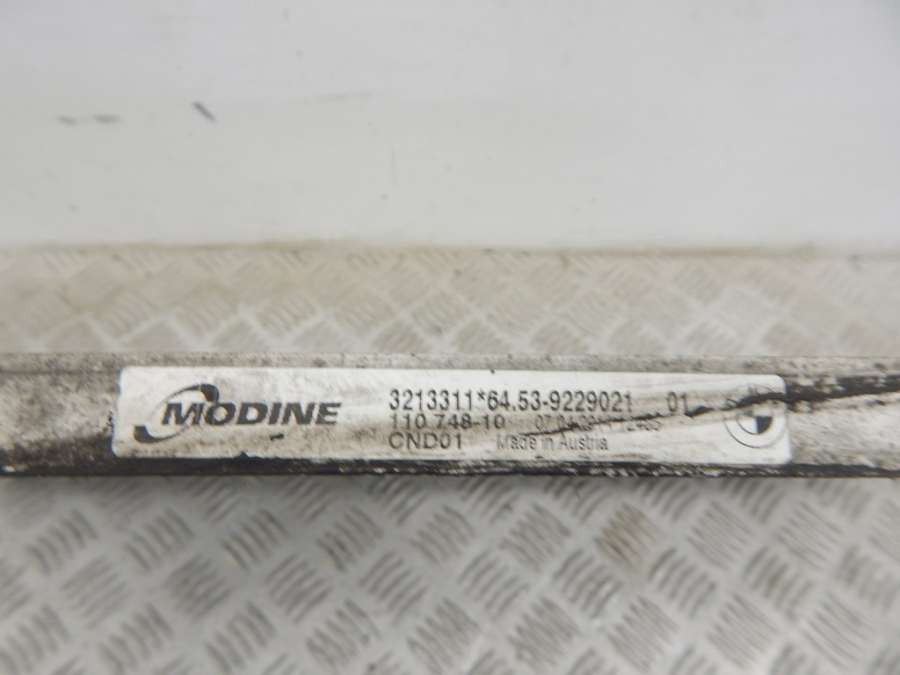 MODINE
3213311*64.53-9229021 01
110 748-10
CND01 Made in Austria